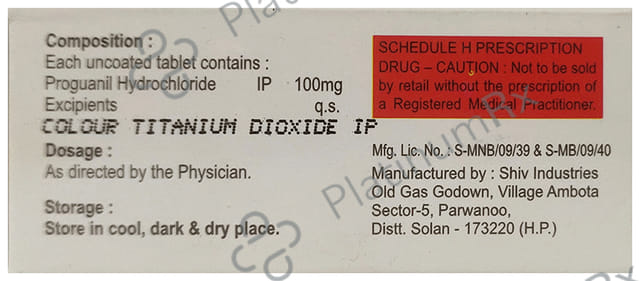 Composition :
Each uncoated tablet contains :
Proguanil Hydrochloride IP 100mg
Excipients q.s.
COLOUR TITANIUM DIOXIDE IP
Dosage :
As directed by the Physician.
Storage :
Store in cool, dark & dry place.
SCHEDULE H PRESCRIPTION
DRUG – CAUTION : Not to be sold
by retail without the prescription of
a Registered Medical Practitioner.
Mfg. Lic. No. : S-MNB/09/39 & S-MB/09/40
Manufactured by : Shiv Industries
Old Gas Godown, Village Ambota
Sector-5, Parwanoo,
Distt. Solan - 173220 (H.P.)
PlatinumRx